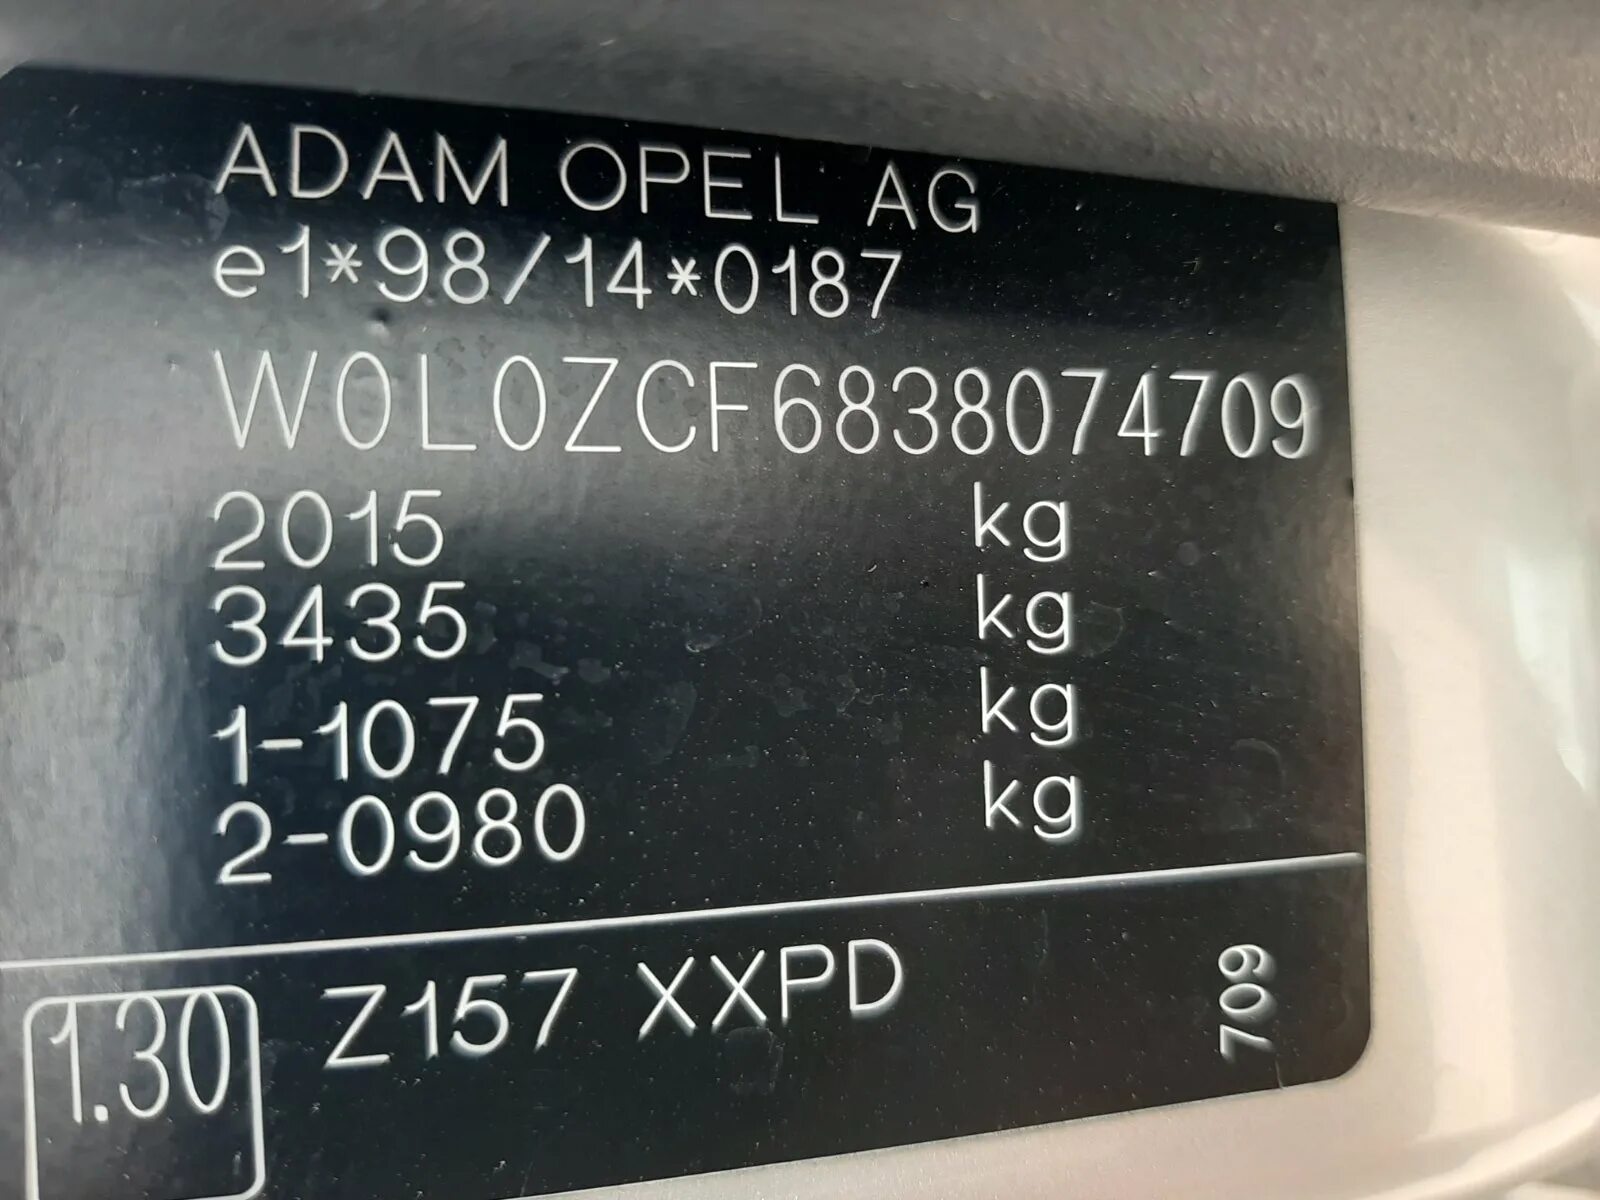 ADAM OPEL AG
e1*98/14*0187
W0L0ZCF6838074709
2015 kg
3435 kg
1-1075 kg
2-0980 kg
1.30 Z157 XXPD 709